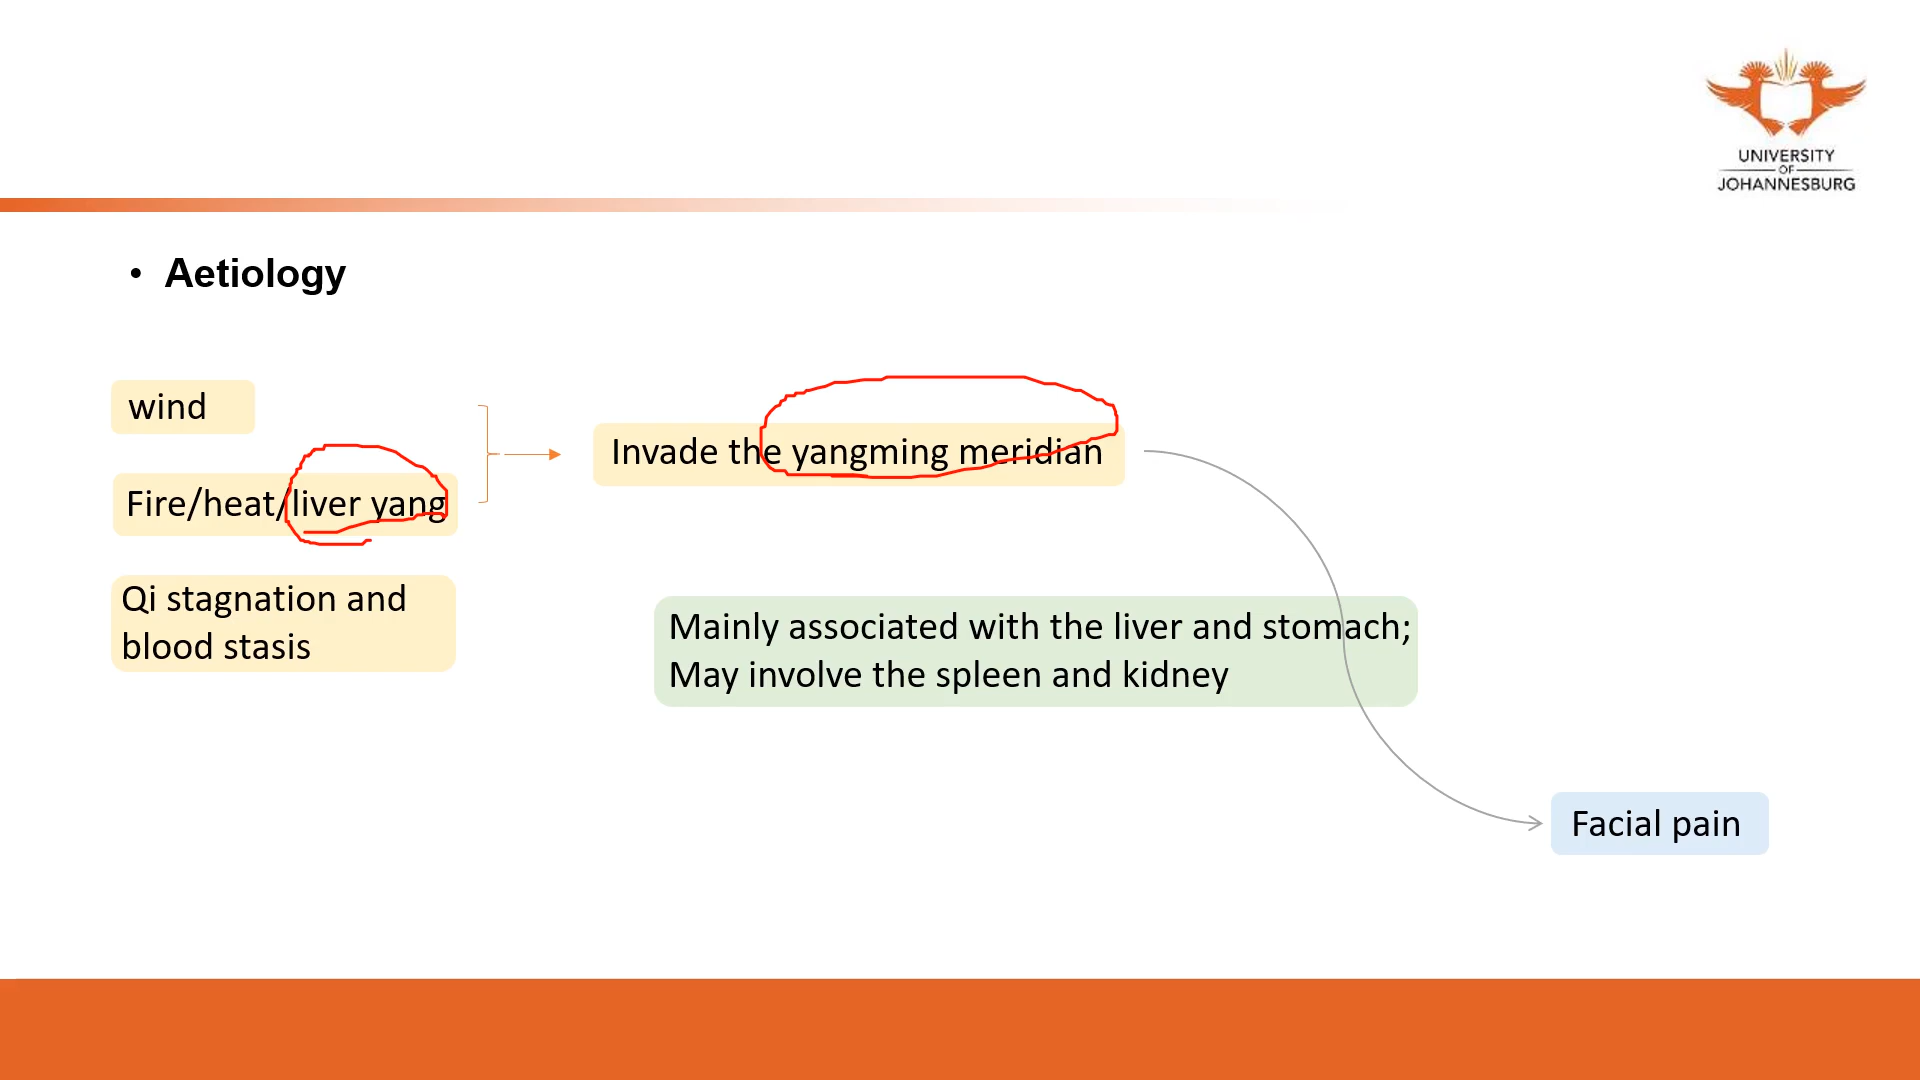 UNIVERSITY
OF
JOHANNESBURG
• Aetiology
wind
Fire/heat/liver yang
Qi stagnation and
blood stasis
Invade the yangming meridian
Mainly associated with the liver and stomach;
May involve the spleen and kidney
Facial pain